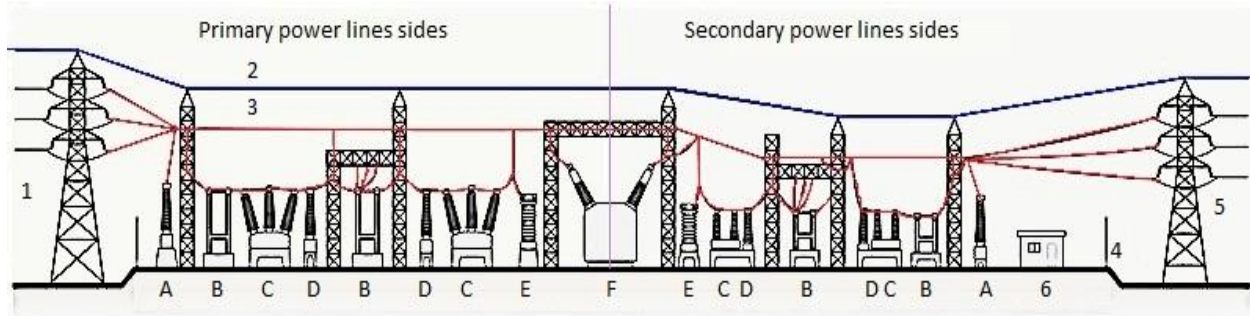 Primary power lines sides
Secondary power lines sides
2
3
1
5
4
A B C D B D C E F E C D B D C B A 6